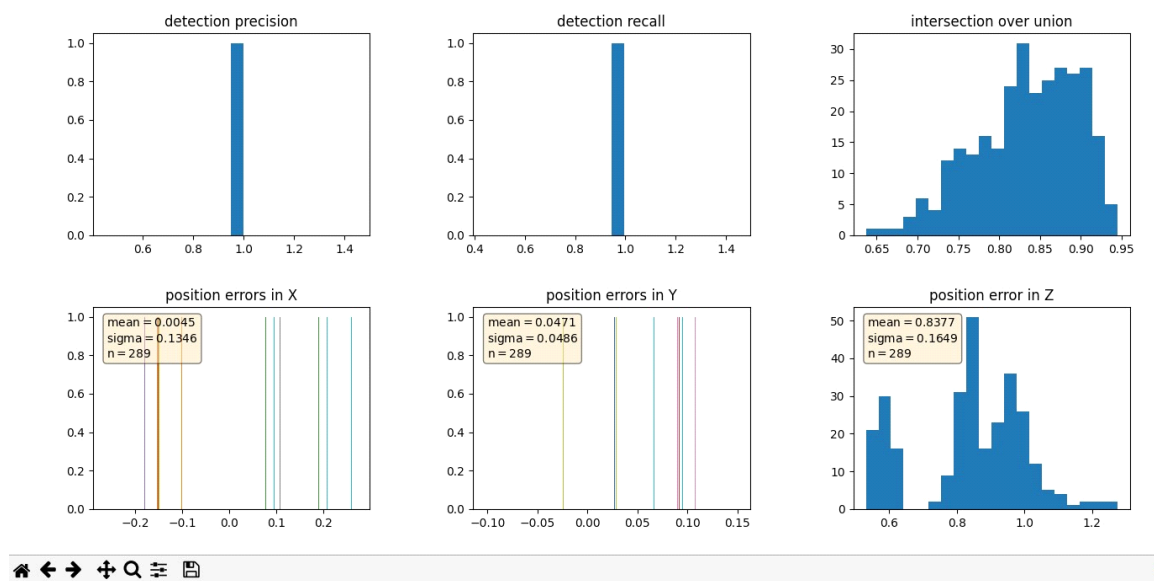 detection precision
1.0
0.8
0.6
0.4
0.2
0.0
0.6 0.8 1.0 1.2 1.4
detection recall
1.0
0.8
0.6
0.4
0.2
0.0
0.4 0.6 0.8 1.0 1.2 1.4
intersection over union
30
25
20
15
10
5
0
0.65 0.70 0.75 0.80 0.85 0.90 0.95
position errors in X
mean = 0.0045
sigma = 0.1346
n = 289
1.0
0.8
0.6
0.4
0.2
0.0
−0.2 −0.1 0.0 0.1 0.2
position errors in Y
mean = 0.0471
sigma = 0.0486
n = 289
1.0
0.8
0.6
0.4
0.2
0.0
−0.10 −0.05 0.00 0.05 0.10 0.15
position error in Z
mean = 0.8377
sigma = 0.1649
n = 289
50
40
30
20
10
0
0.6 0.8 1.0 1.2